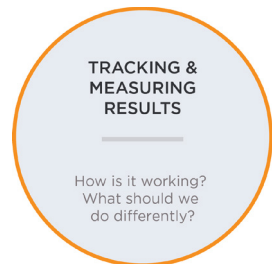 TRACKING &
MEASURING
RESULTS
How is it working?
What should we
do differently?